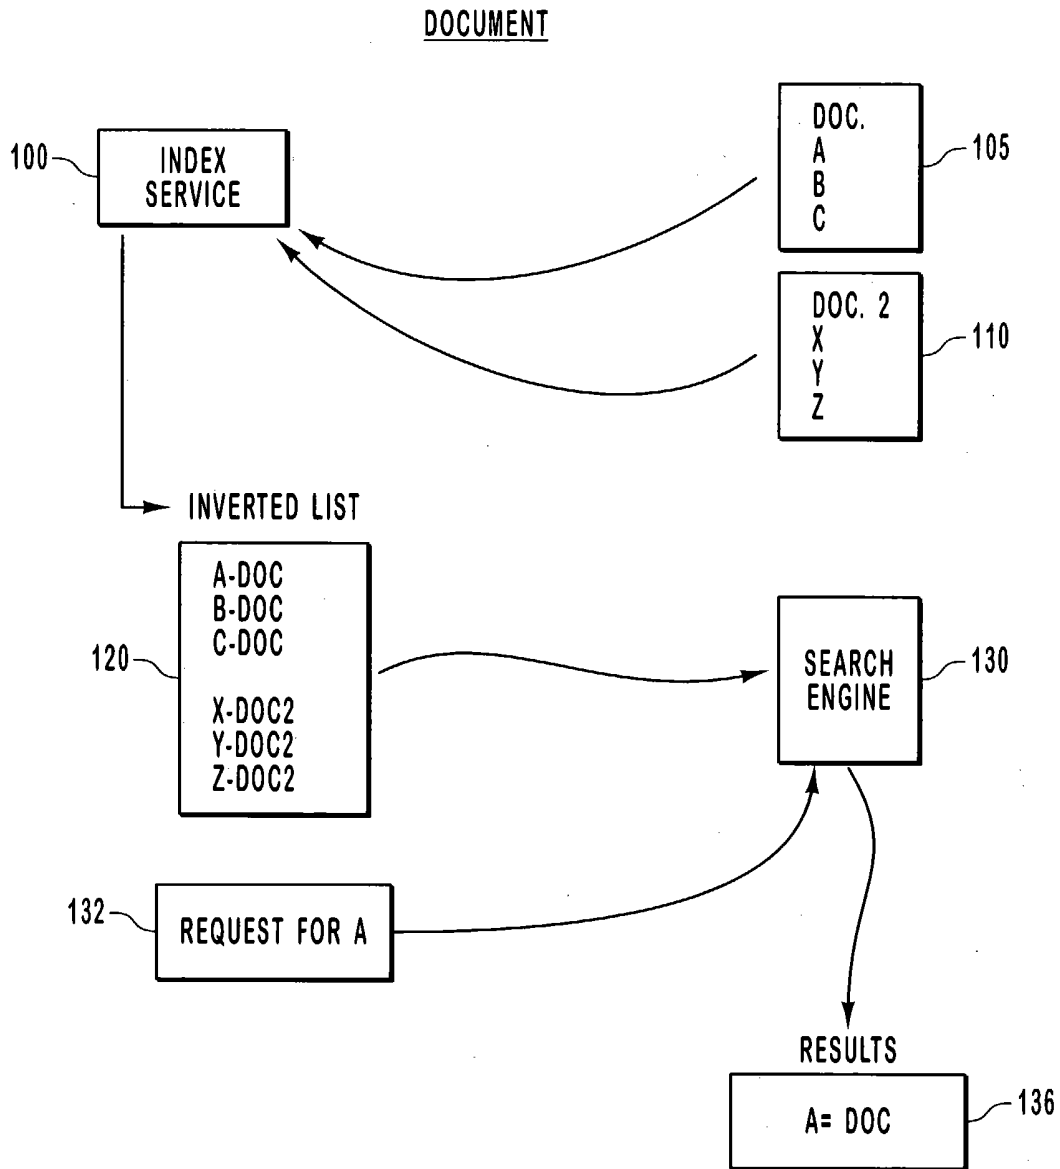 DOCUMENT
100
INDEX
SERVICE
DOC.
A
B
C
105
DOC. 2
X
Y
Z
110
INVERTED LIST
A-DOC
B-DOC
C-DOC
X-DOC2
Y-DOC2
Z-DOC2
120
SEARCH
ENGINE
130
132
REQUEST FOR A
RESULTS
A= DOC
136